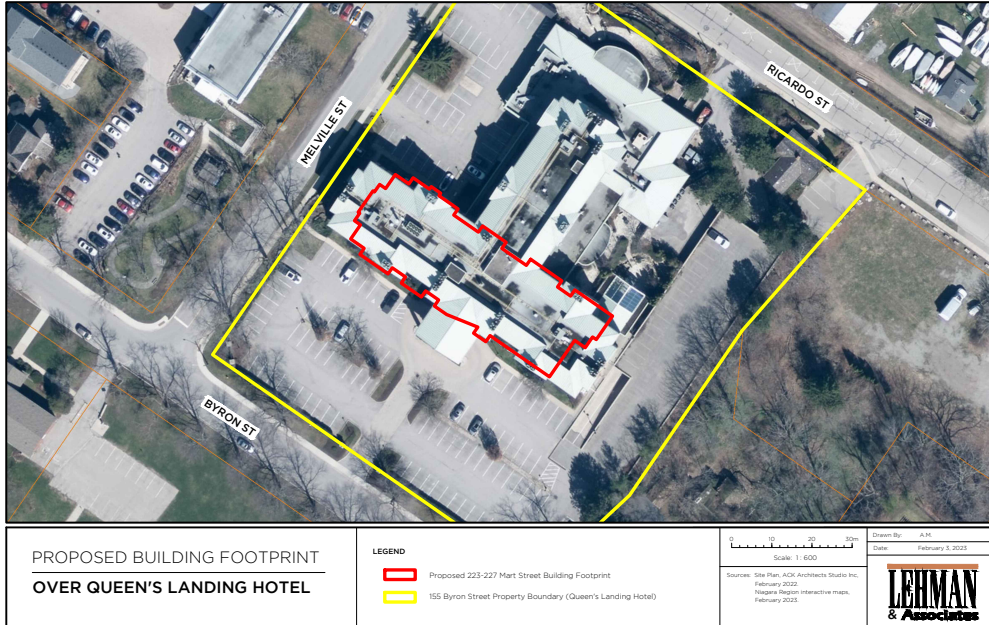 RICARDO ST
MELVILLE ST
BYRON ST
PROPOSED BUILDING FOOTPRINT
OVER QUEEN'S LANDING HOTEL
LEGEND
Proposed 223-227 Mart Street Building Footprint
155 Byron Street Property Boundary (Queen's Landing Hotel)
0 10 20 30m
Scale: 1 : 600
Sources: Site Plan, ACK Architects Studio Inc,
February 2022.
Niagara Region interactive maps,
February 2023.
Drawn By: A.M.
Date: February 3, 2023
LEHMAN
& Associates